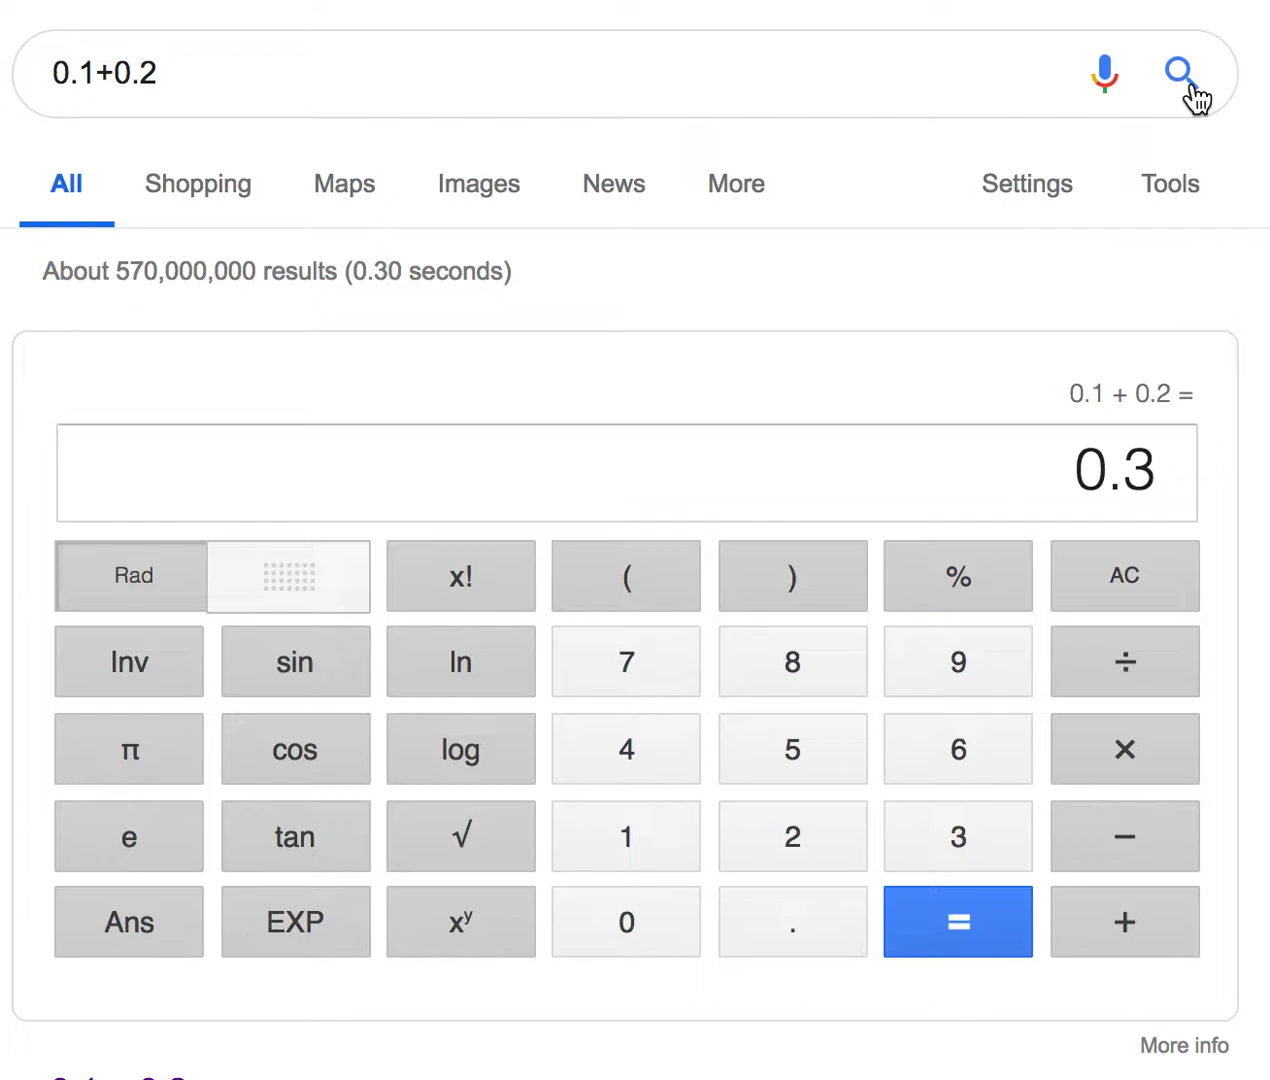 0.1+0.2
All Shopping Maps Images News More Settings Tools
About 570,000,000 results (0.30 seconds)
0.1 + 0.2 =
0.3
Rad x! ( ) % AC
Inv sin ln 7 8 9 ÷
π cos log 4 5 6 ×
e tan √ 1 2 3 −
Ans EXP xʸ 0 . = +
More info